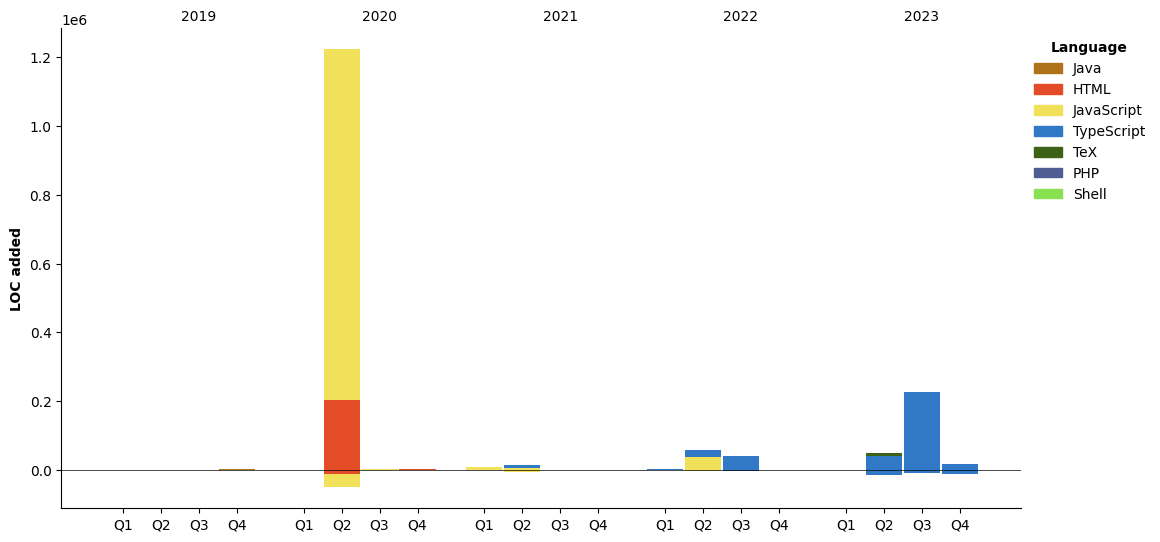 2019 2020 2021 2022 2023
1e6
Language
Java
HTML
JavaScript
TypeScript
TeX
PHP
Shell
LOC added
1.2
1.0
0.8
0.6
0.4
0.2
0.0
Q1 Q2 Q3 Q4 Q1 Q2 Q3 Q4 Q1 Q2 Q3 Q4 Q1 Q2 Q3 Q4 Q1 Q2 Q3 Q4